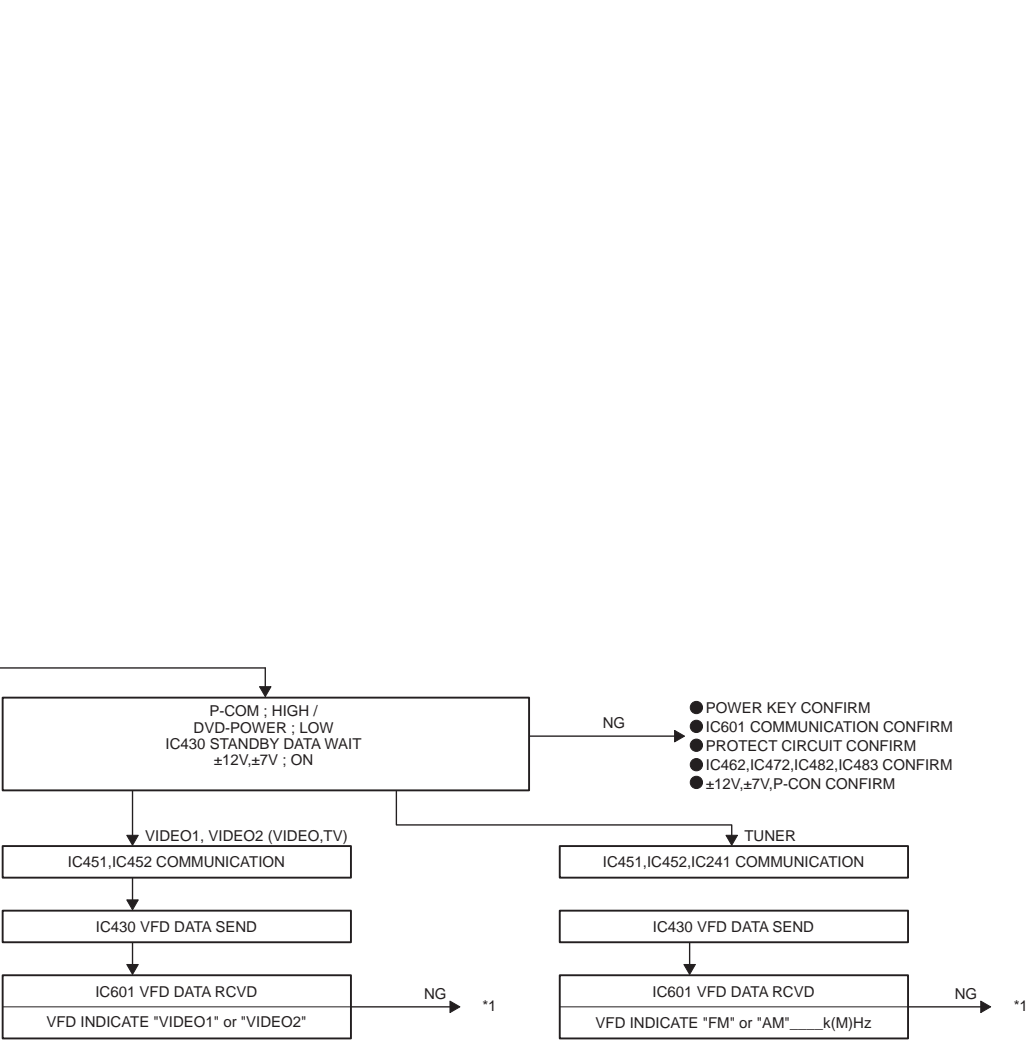 P-COM ; HIGH /
DVD-POWER ; LOW
IC430 STANDBY DATA WAIT
±12V,±7V ; ON
NG
● POWER KEY CONFIRM
● IC601 COMMUNICATION CONFIRM
● PROTECT CIRCUIT CONFIRM
● IC462,IC472,IC482,IC483 CONFIRM
● ±12V,±7V,P-CON CONFIRM
VIDEO1, VIDEO2 (VIDEO,TV)
IC451,IC452 COMMUNICATION
IC430 VFD DATA SEND
IC601 VFD DATA RCVD
VFD INDICATE "VIDEO1" or "VIDEO2"
NG
*1
TUNER
IC451,IC452,IC241 COMMUNICATION
IC430 VFD DATA SEND
IC601 VFD DATA RCVD
VFD INDICATE "FM" or "AM"____k(M)Hz
NG
*1